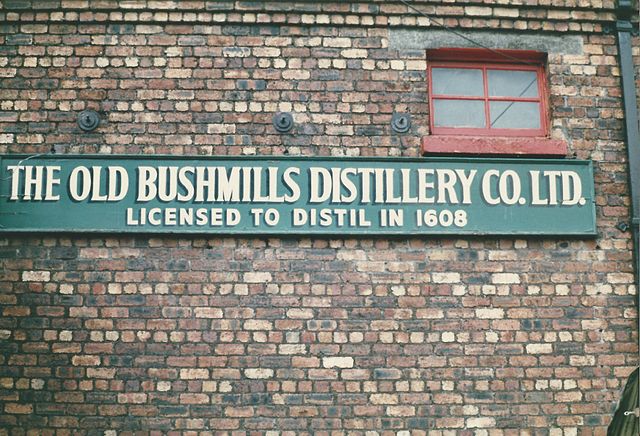 THE OLD BUSHMILLS DISTILLERY CO. LTD.
LICENSED TO DISTIL IN 1608